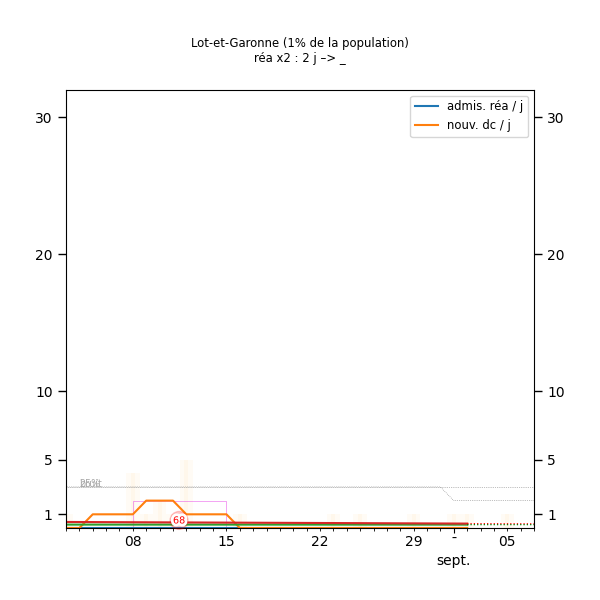 Lot-et-Garonne (1% de la population)
réa x2 : 2 j –> _
admis. réa / j
nouv. dc / j
30 30
20 20
10 10
5 5
1 1
68
08 15 22 29 - 05
sept.